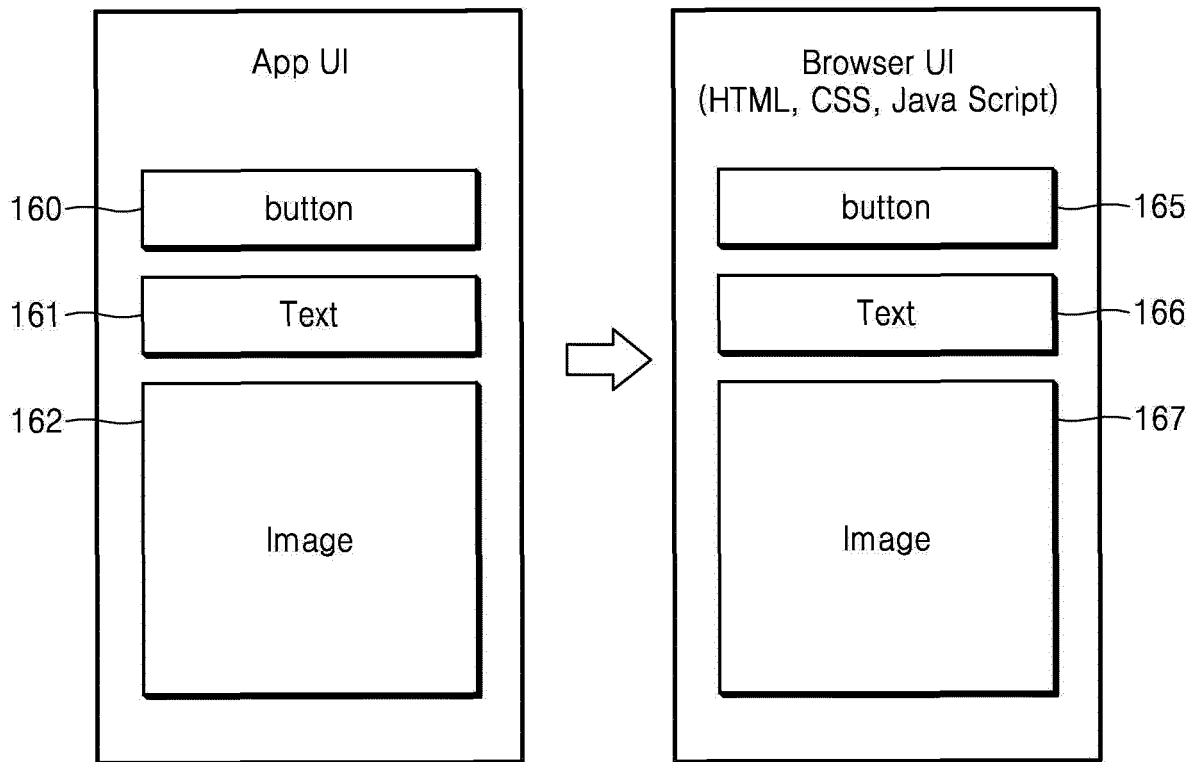 App UI
160
button
161
Text
162
Image
Browser UI
(HTML, CSS, Java Script)
button
165
Text
166
167
Image